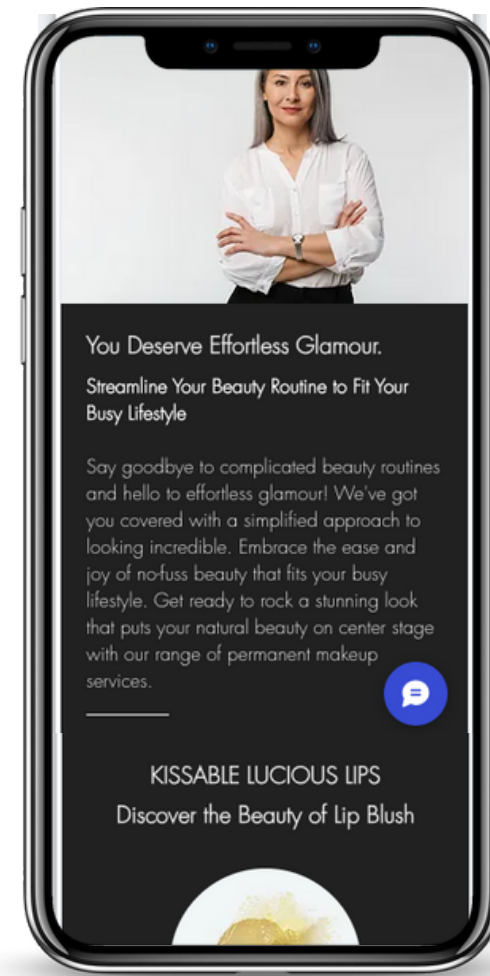 You Deserve Effortless Glamour.
Streamline Your Beauty Routine to Fit Your
Busy Lifestyle
Say goodbye to complicated beauty routines
and hello to effortless glamour! We've got
you covered with a simplified approach to
looking incredible. Embrace the ease and
joy of no-fuss beauty that fits your busy
lifestyle. Get ready to rock a stunning look
that puts your natural beauty on center stage
with our range of permanent makeup
services.
KISSABLE LUCIOUS LIPS
Discover the Beauty of Lip Blush